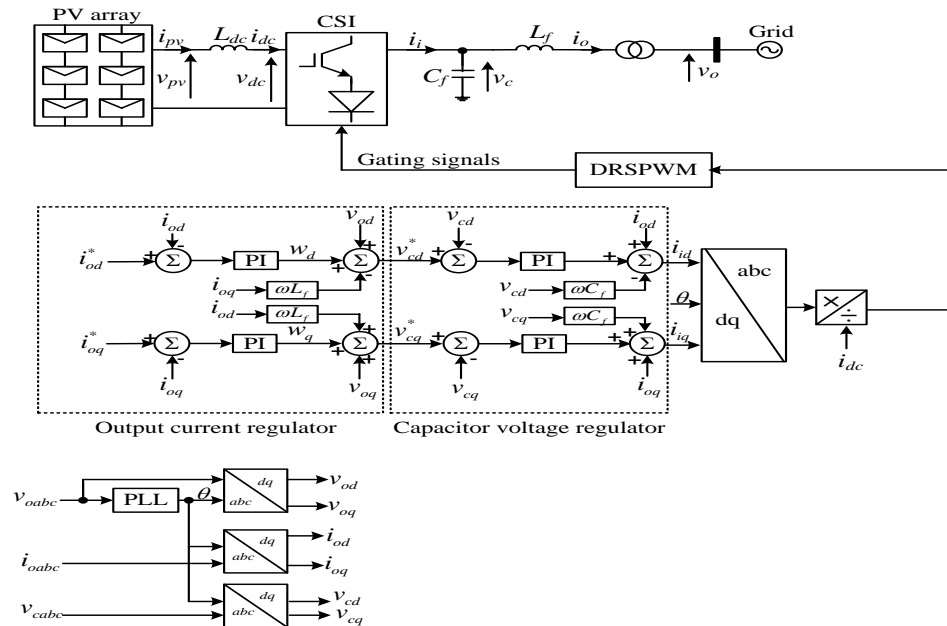 PV array
CSI
Grid
i_pv
L_dc
i_dc
i_i
L_f
i_o
v_pv
v_dc
C_f
v_c
v_o
Gating signals
DRSPWM
i_od
v_od
v_cd
i_od
+ - Σ
PI
w_d
+ + - Σ
v*_cd
+ - Σ
PI
+ + - Σ
i_id
i*_od
i_oq
ωL_f
v_cd
ωC_f
θ
abc
dq
× ÷
i_od
ωL_f
v_cq
ωC_f
i*_oq
+ - Σ
PI
w_q
+ + + Σ
v*_cq
+ - Σ
PI
+ + + Σ
i_iq
i_dc
i_oq
v_oq
v_cq
i_oq
Output current regulator
Capacitor voltage regulator
v_oabc
PLL
θ
dq
abc
v_od
v_oq
i_oabc
dq
abc
i_od
i_oq
v_cabc
dq
abc
v_cd
v_cq